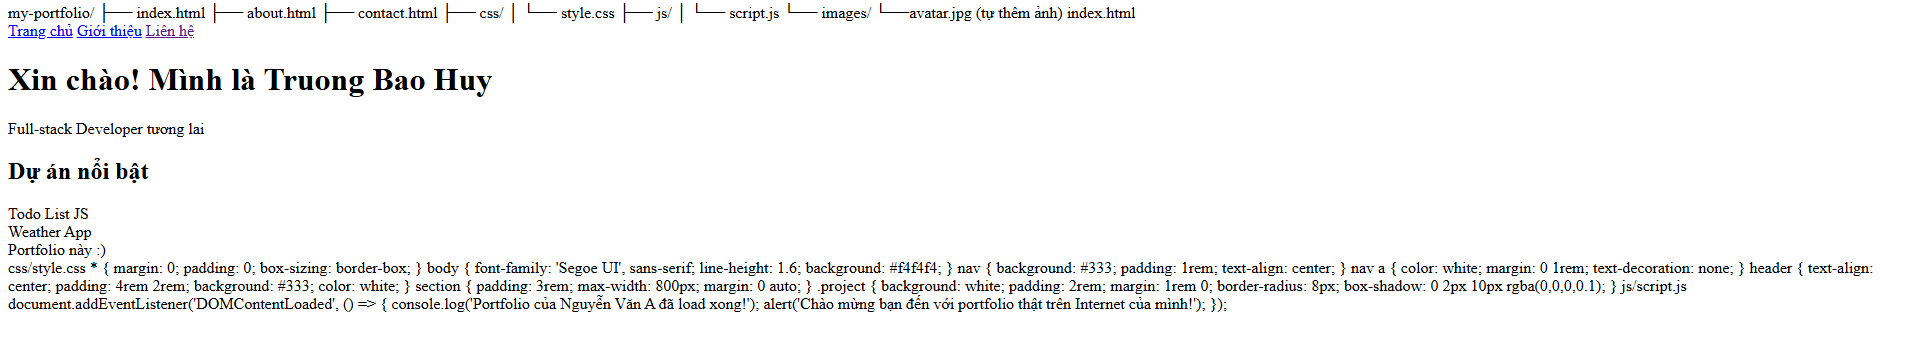 my-portfolio/ ├── index.html ├── about.html ├── contact.html ├── css/ │ └── style.css ├── js/ │ └── script.js └── images/ └──avatar.jpg (tự thêm ảnh) index.html
Trang chủ Giới thiệu Liên hệ
Xin chào! Mình là Truong Bao Huy
Full-stack Developer tương lai
Dự án nổi bật
Todo List JS
Weather App
Portfolio này :)
css/style.css * { margin: 0; padding: 0; box-sizing: border-box; } body { font-family: 'Segoe UI', sans-serif; line-height: 1.6; background: #f4f4f4; } nav { background: #333; padding: 1rem; text-align: center; } nav a { color: white; margin: 0 1rem; text-decoration: none; } header { text-align:
center; padding: 4rem 2rem; background: #333; color: white; } section { padding: 3rem; max-width: 800px; margin: 0 auto; } .project { background: white; padding: 2rem; margin: 1rem 0; border-radius: 8px; box-shadow: 0 2px 10px rgba(0,0,0,0.1); } js/script.js
document.addEventListener('DOMContentLoaded', () => { console.log('Portfolio của Nguyễn Văn A đã load xong!'); alert('Chào mừng bạn đến với portfolio thật trên Internet của mình!'); });